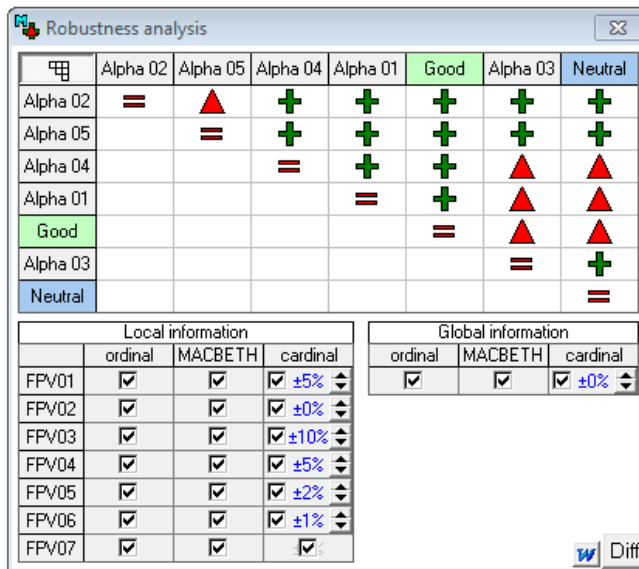 Robustness analysis
Alpha 02 Alpha 05 Alpha 04 Alpha 01 Good Alpha 03 Neutral
Alpha 02 = ▲ + + + + +
Alpha 05 = + + + + +
Alpha 04 = + + ▲ ▲
Alpha 01 = + ▲ ▲
Good = ▲ ▲
Alpha 03 = +
Neutral =
Local information
ordinal MACBETH cardinal
FPV01 ±5%
FPV02 ±0%
FPV03 ±10%
FPV04 ±5%
FPV05 ±2%
FPV06 ±1%
FPV07
Global information
ordinal MACBETH cardinal
±0%
W Diff